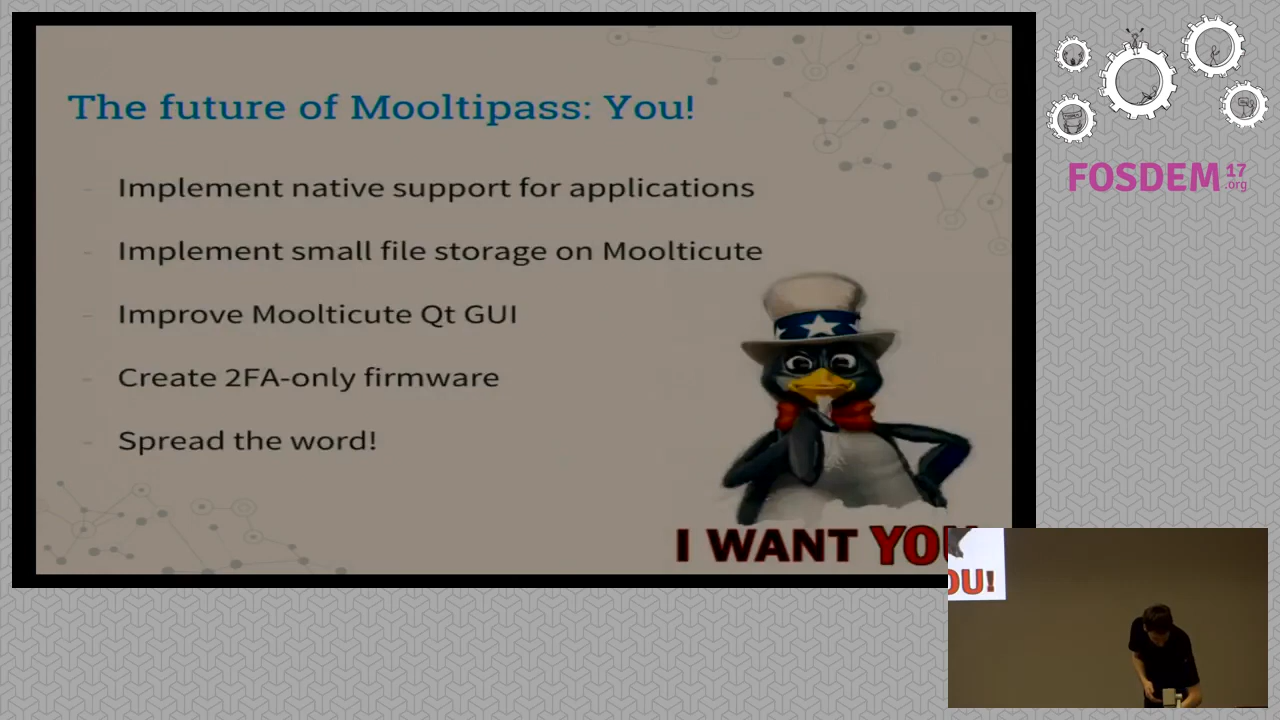 The future of Mooltipass: You!
- Implement native support for applications
- Implement small file storage on Moolticute
- Improve Moolticute Qt GUI
- Create 2FA-only firmware
- Spread the word!
I WANT YOU
OU!
FOSDEM 17
.org